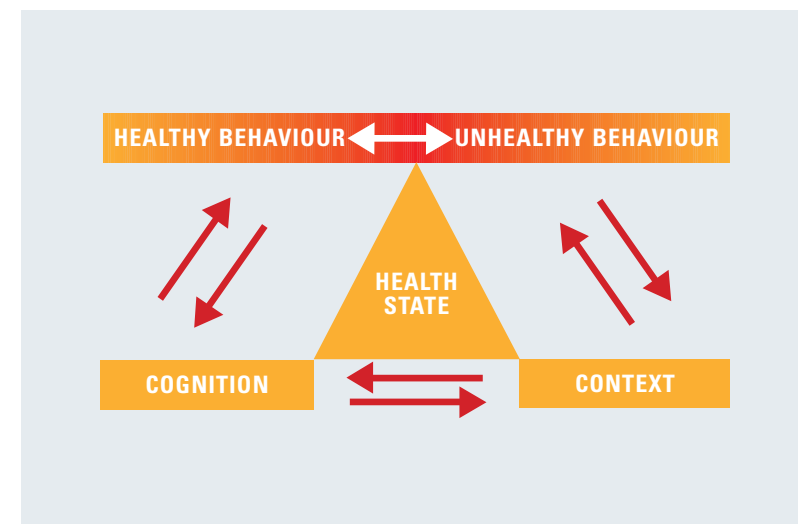 HEALTHY BEHAVIOUR UNHEALTHY BEHAVIOUR
HEALTH
STATE
COGNITION
CONTEXT